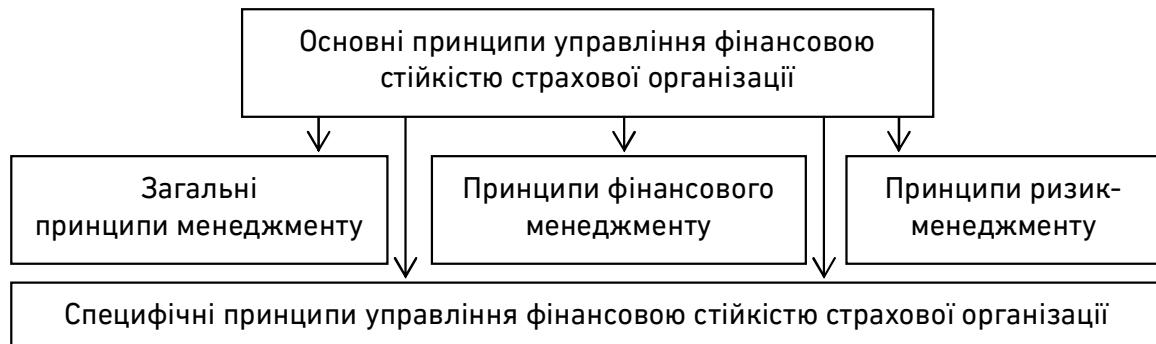 Основні принципи управління фінансовою
стійкістю страхової організації
Загальні
принципи менеджменту
Принципи фінансового
менеджменту
Принципи ризик-
менеджменту
Специфічні принципи управління фінансовою стійкістю страхової організації